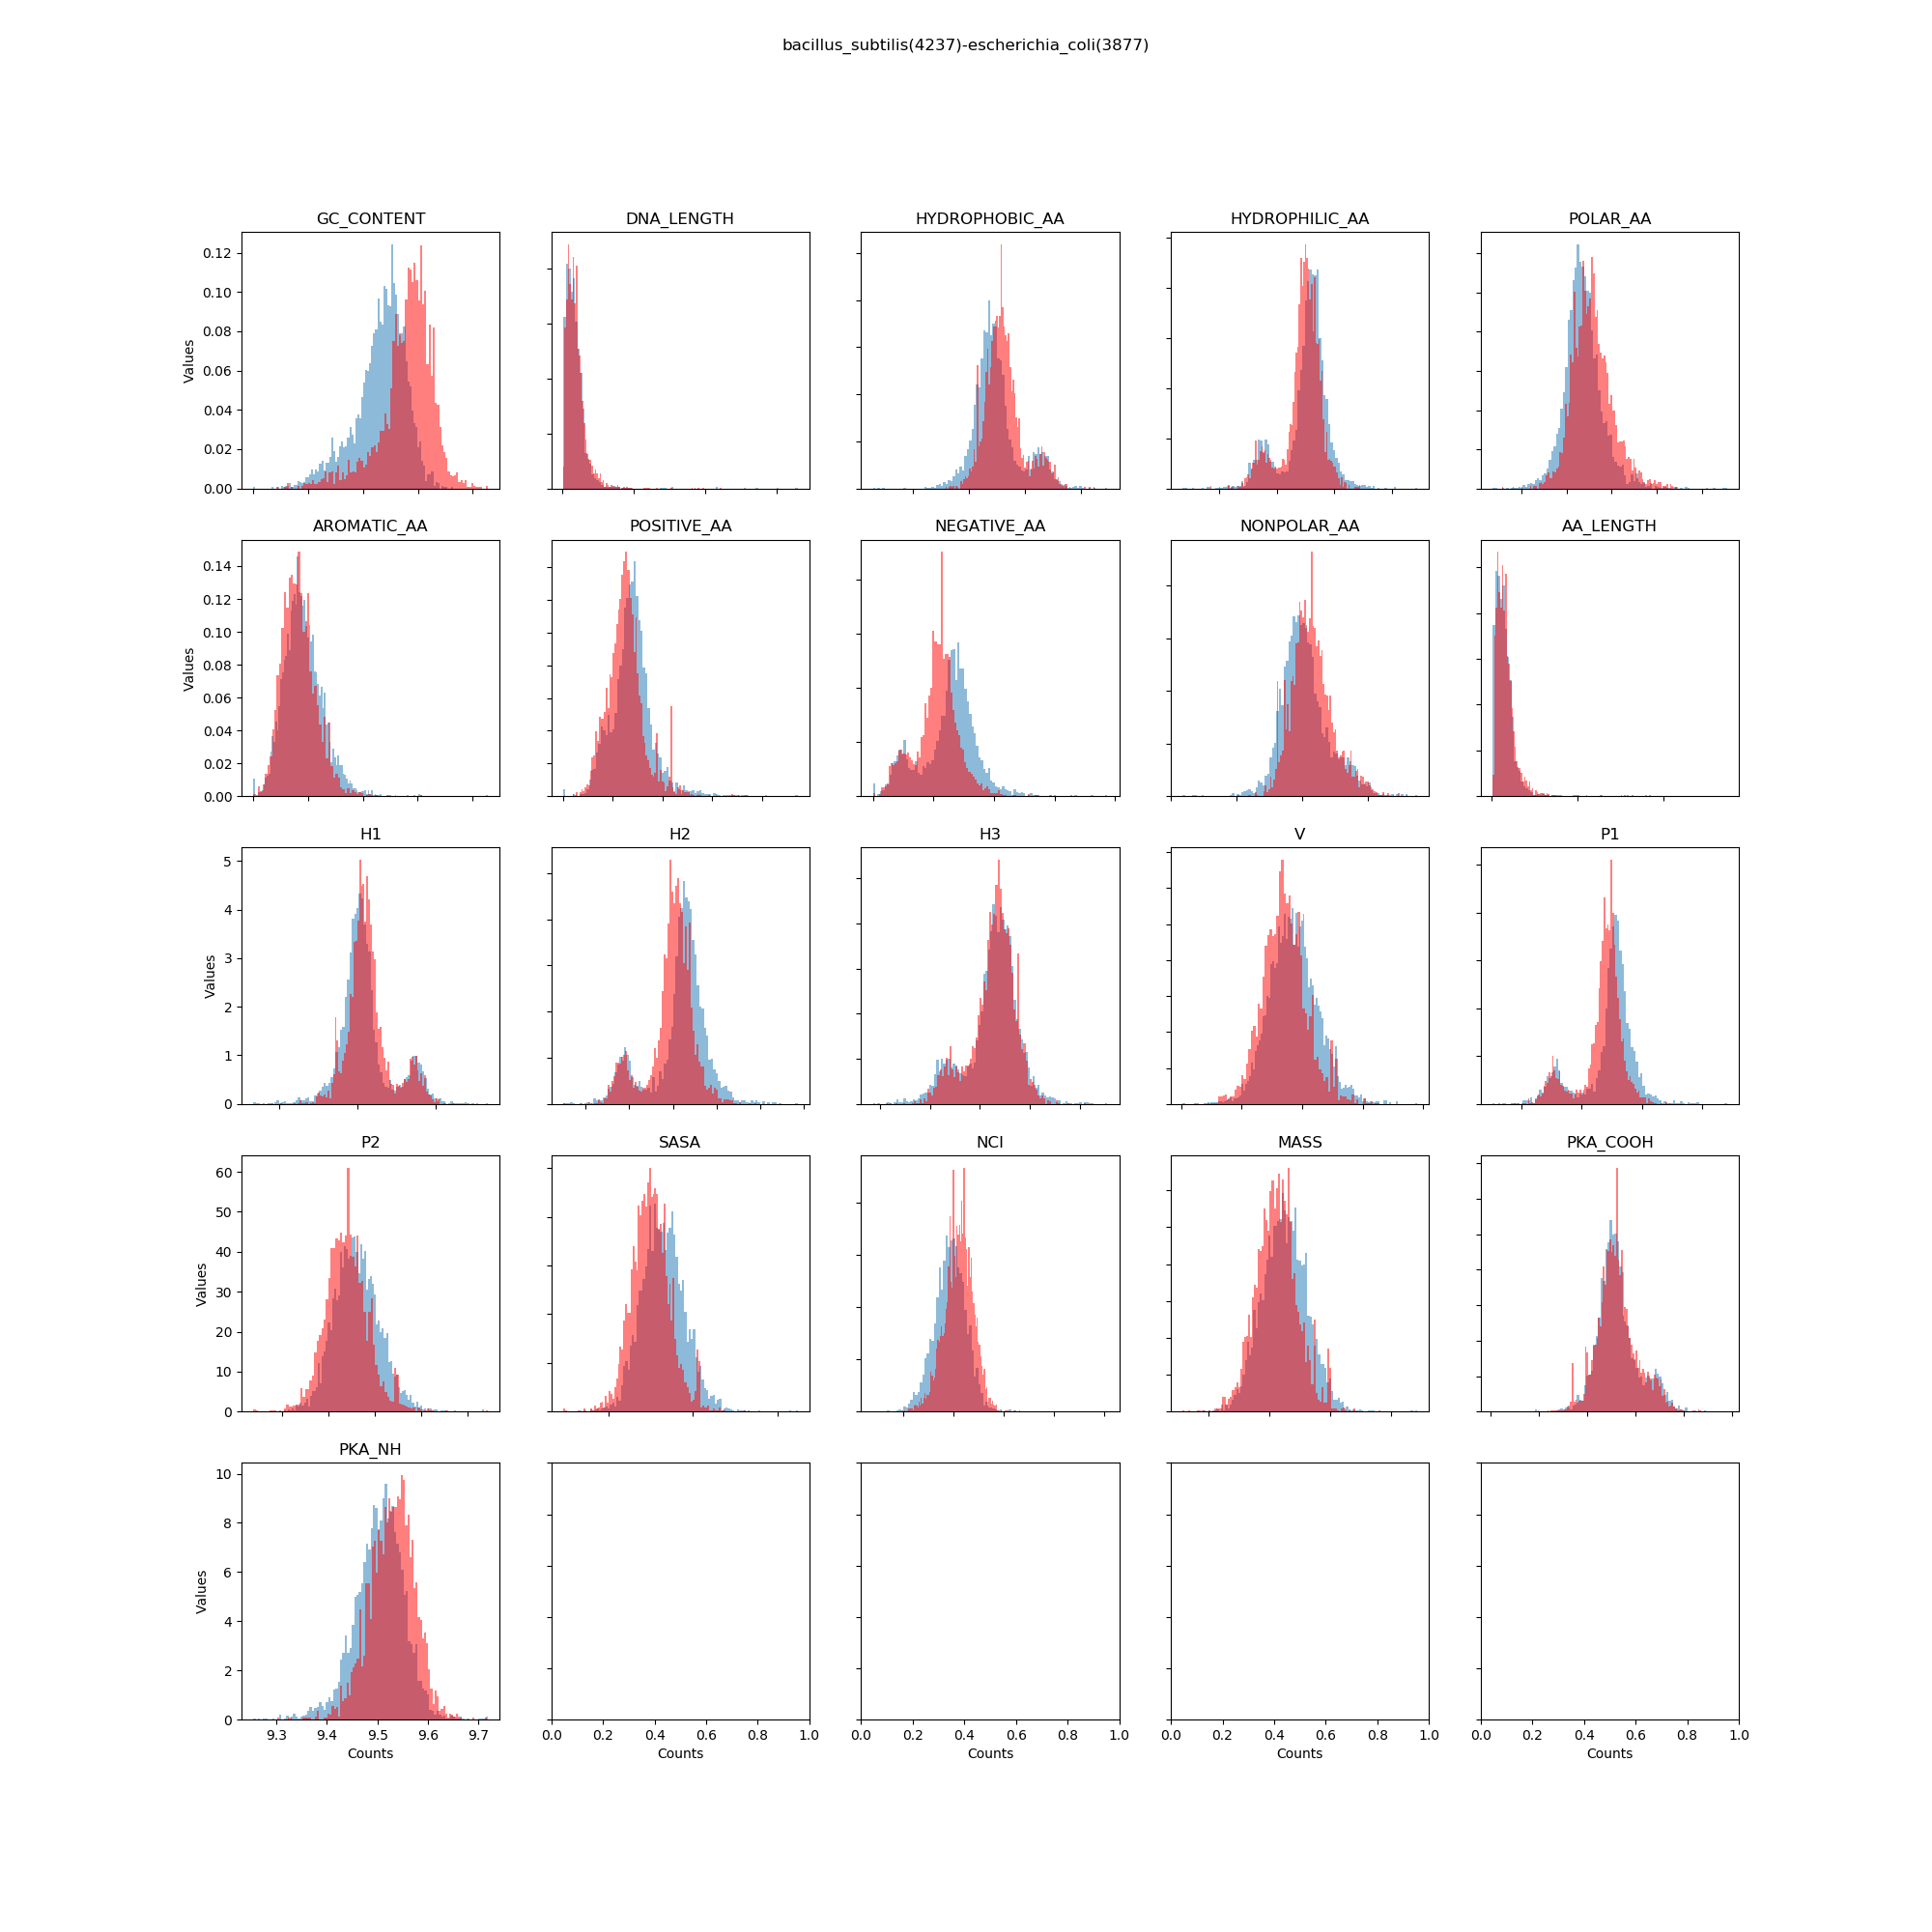 bacillus_subtilis(4237)-escherichia_coli(3877)
GC_CONTENT DNA_LENGTH HYDROPHOBIC_AA HYDROPHILIC_AA POLAR_AA
0.12
0.10
0.08
0.06
0.04
0.02
0.00
Values
AROMATIC_AA POSITIVE_AA NEGATIVE_AA NONPOLAR_AA AA_LENGTH
0.14
0.12
0.10
0.08
0.06
0.04
0.02
0.00
Values
H1 H2 H3 V P1
5
4
3
2
1
0
Values
P2 SASA NCI MASS PKA_COOH
60
50
40
30
20
10
0
Values
PKA_NH
10
8
6
4
2
0
Values
9.3 9.4 9.5 9.6 9.7 0.0 0.2 0.4 0.6 0.8 1.0 0.0 0.2 0.4 0.6 0.8 1.0 0.0 0.2 0.4 0.6 0.8 1.0 0.0 0.2 0.4 0.6 0.8 1.0
Counts Counts Counts Counts Counts